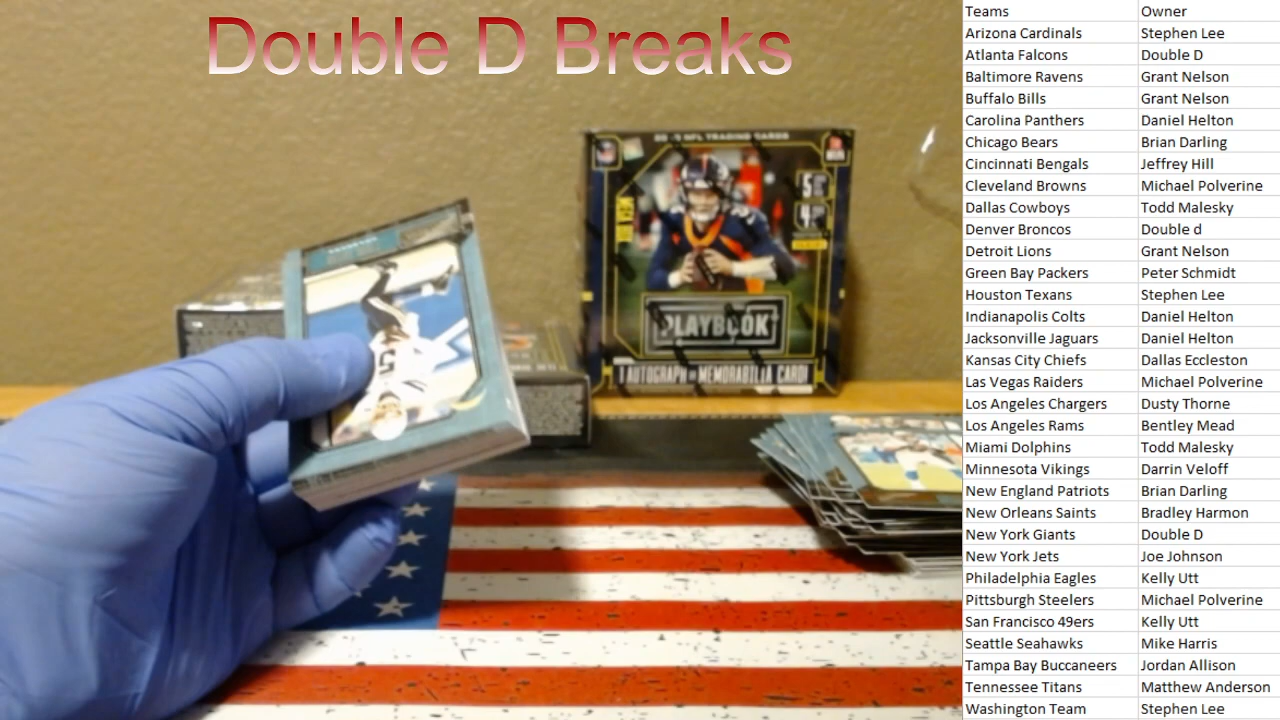 Double D Breaks
NFL TRADING CARDS
PLAYBOOK
1 AUTOGRAPH OR MEMORABILIA CARD!
Teams Owner
Arizona Cardinals Stephen Lee
Atlanta Falcons Double D
Baltimore Ravens Grant Nelson
Buffalo Bills Grant Nelson
Carolina Panthers Daniel Helton
Chicago Bears Brian Darling
Cincinnati Bengals Jeffrey Hill
Cleveland Browns Michael Polverine
Dallas Cowboys Todd Malesky
Denver Broncos Double d
Detroit Lions Grant Nelson
Green Bay Packers Peter Schmidt
Houston Texans Stephen Lee
Indianapolis Colts Daniel Helton
Jacksonville Jaguars Daniel Helton
Kansas City Chiefs Dallas Eccleston
Las Vegas Raiders Michael Polverine
Los Angeles Chargers Dusty Thorne
Los Angeles Rams Bentley Mead
Miami Dolphins Todd Malesky
Minnesota Vikings Darrin Veloff
New England Patriots Brian Darling
New Orleans Saints Bradley Harmon
New York Giants Double D
New York Jets Joe Johnson
Philadelphia Eagles Kelly Utt
Pittsburgh Steelers Michael Polverine
San Francisco 49ers Kelly Utt
Seattle Seahawks Mike Harris
Tampa Bay Buccaneers Jordan Allison
Tennessee Titans Matthew Anderson
Washington Team Stephen Lee